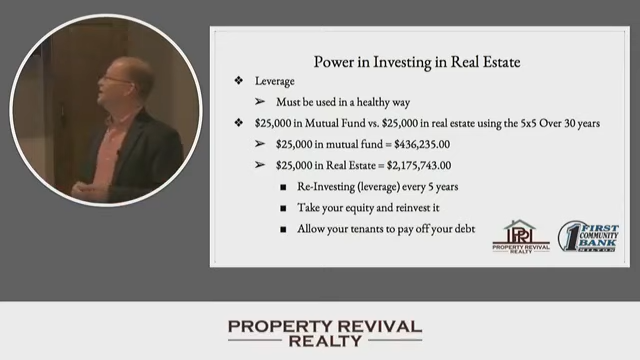 Power in Investing in Real Estate
❖ Leverage
➢ Must be used in a healthy way
❖ $25,000 in Mutual Fund vs. $25,000 in real estate using the 5x5 Over 30 years
➢ $25,000 in mutual fund = $436,235.00
➢ $25,000 in Real Estate = $2,175,743.00
■ Re-Investing (leverage) every 5 years
■ Take your equity and reinvest it
■ Allow your tenants to pay off your debt
PRR
PROPERTY REVIVAL
REALTY
1 FIRST
COMMUNITY
BANK
MILTON
PROPERTY REVIVAL
REALTY